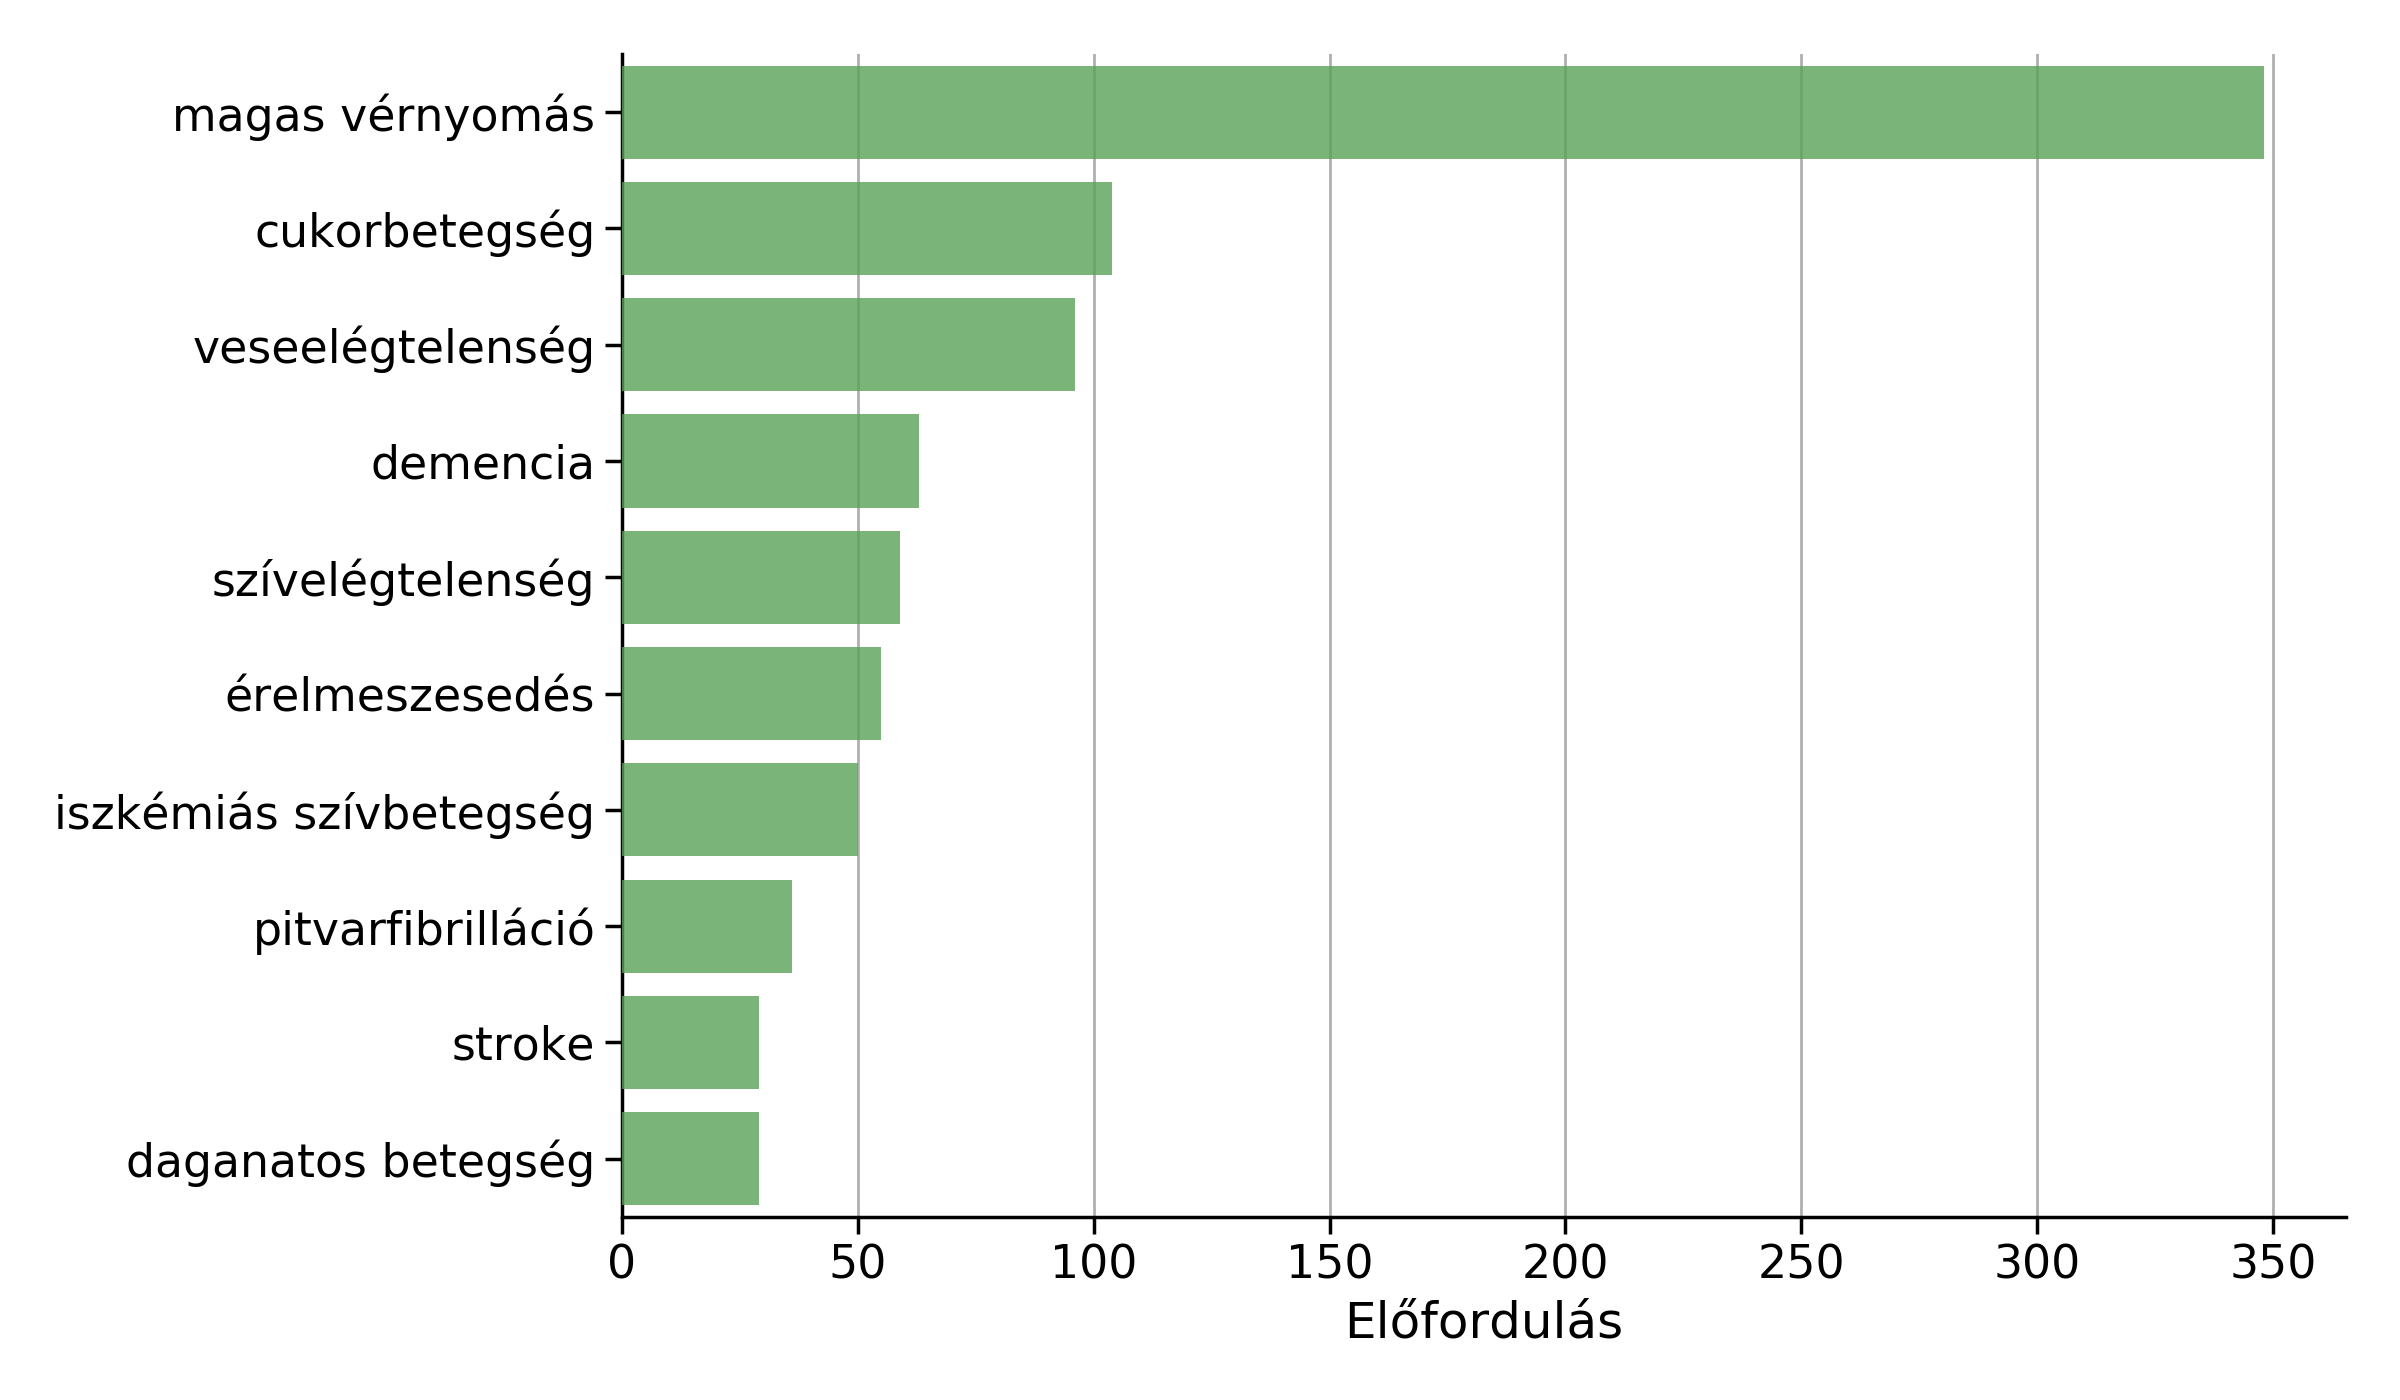 magas vérnyomás
cukorbetegség
veseelégtelenség
demencia
szívelégtelenség
érelmeszesedés
iszkémiás szívbetegség
pitvarfibrilláció
stroke
daganatos betegség
0 50 100 150 200 250 300 350
Előfordulás